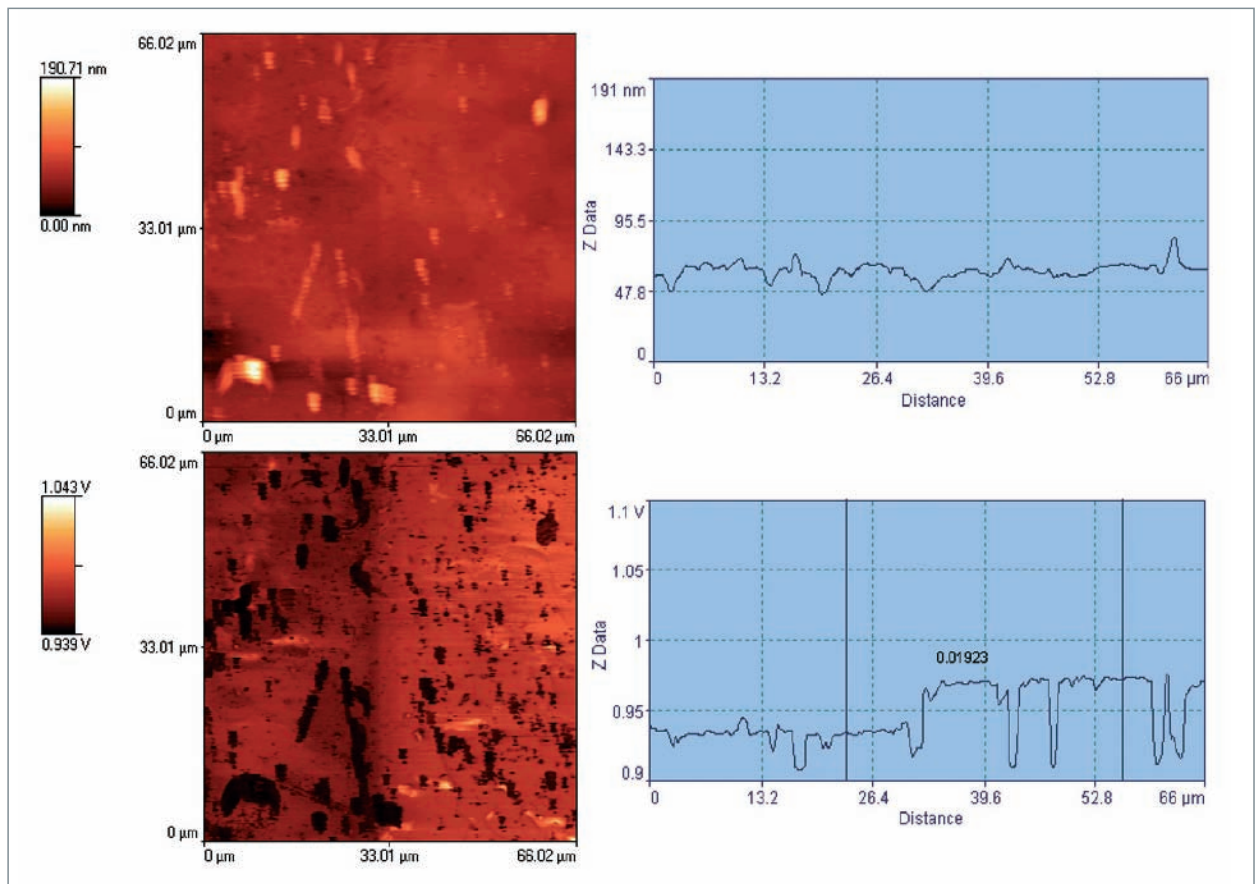 66.02 µm
190.71 nm
0.00 nm
33.01 µm
0 µm
0 µm 33.01 µm 66.02 µm
191 nm
143.3
95.5
47.8
0
Z Data
0 13.2 26.4 39.6 52.8 66 µm
Distance
66.02 µm
1.043 V
0.939 V
33.01 µm
0 µm
0 µm 33.01 µm 66.02 µm
1.1 V
1.05
1
0.95
0.9
Z Data
0.01923
0 13.2 26.4 39.6 52.8 66 µm
Distance